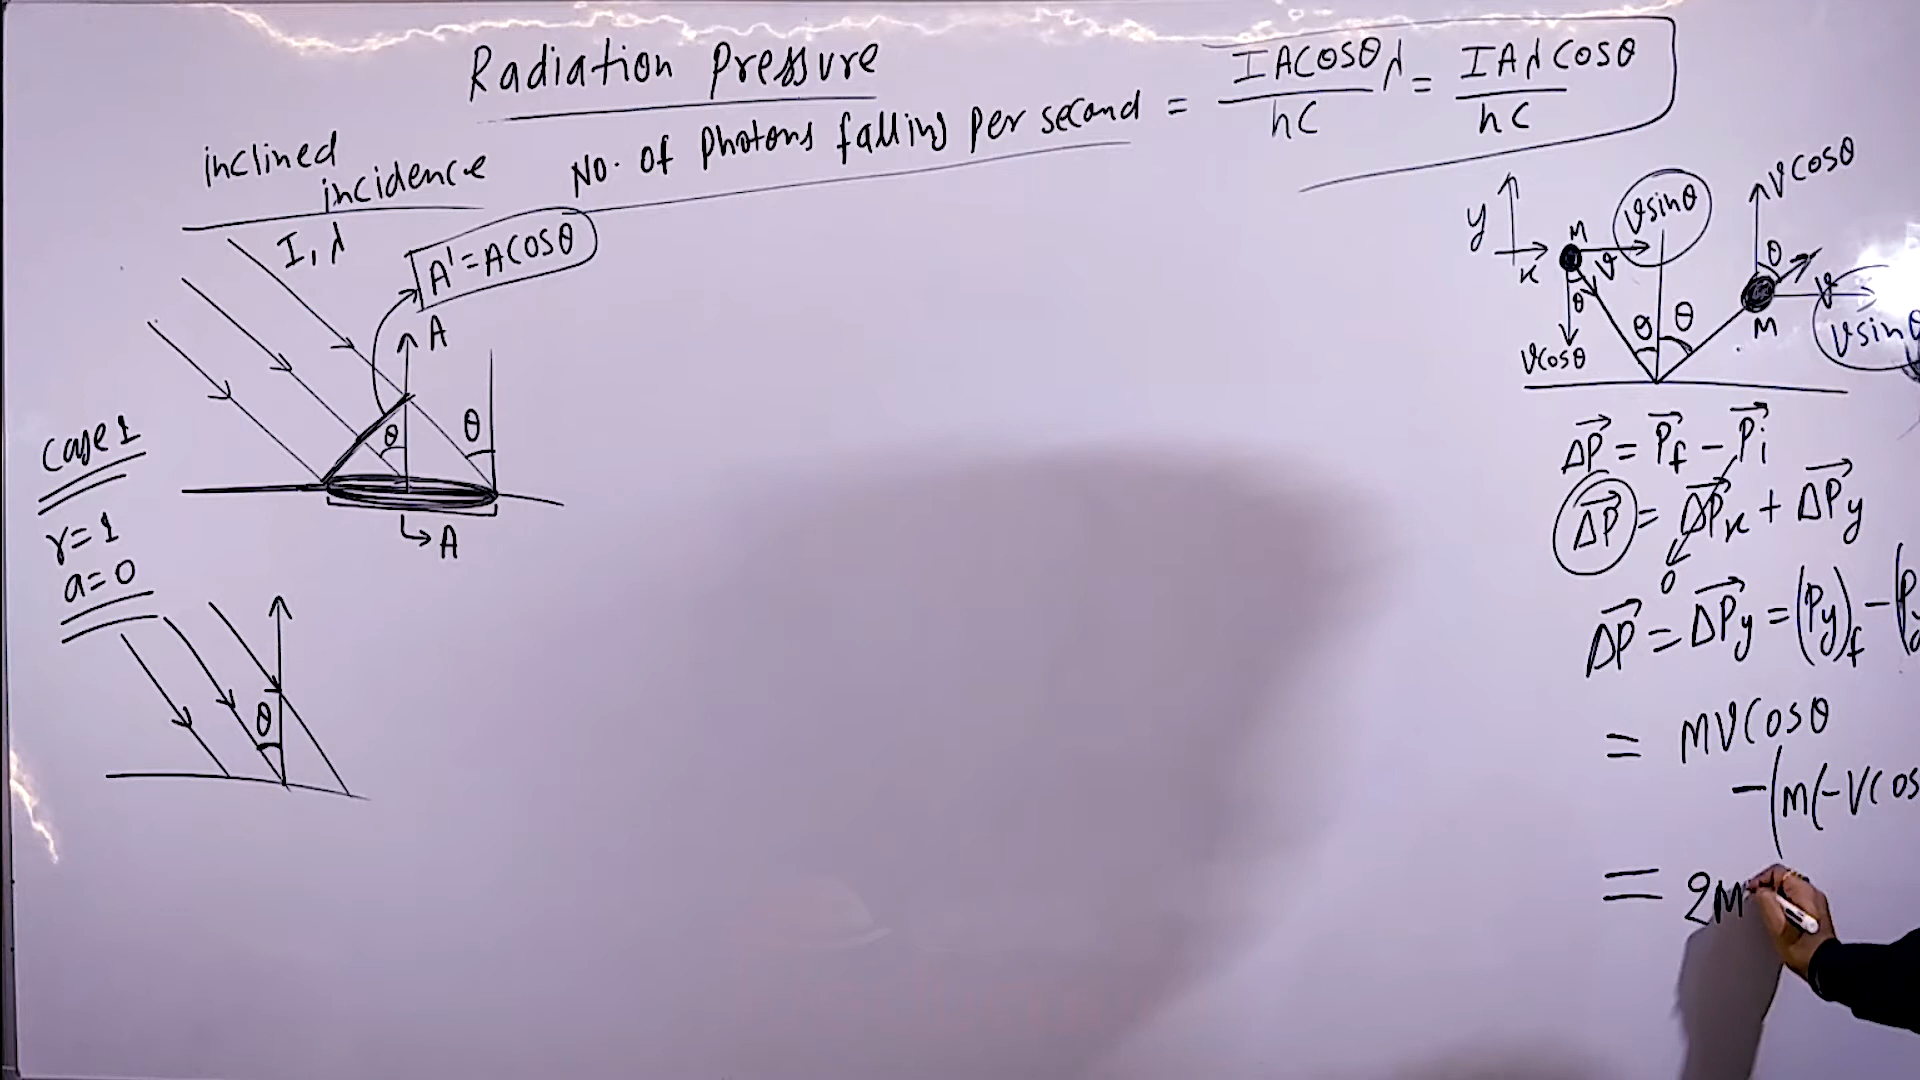 Radiation Pressure
No. of Photons falling per second = IACOSθλ/hC = IAλCosθ/hC
inclined
incidence
I, λ
A' = ACOSθ
A
θ
θ
A
Case 1
r=1
a=0
θ
y
x
M
vsinθ
v
θ
vcosθ
θ
θ
vcosθ
θ
v
M
vsinθ
ΔP = Pf - Pi
ΔP = ΔPx + ΔPy
0
ΔP = ΔPy = (Py)f - (Py
= MVCosθ
-(m(-VCos
= 2M